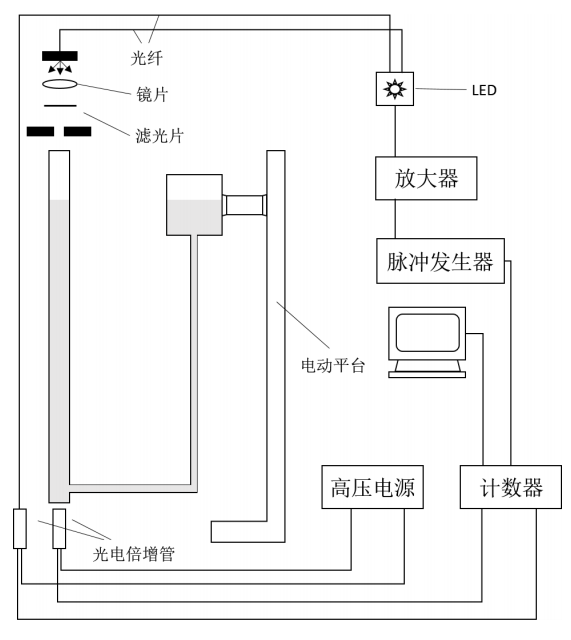 光纤
镜片
LED
滤光片
放大器
脉冲发生器
电动平台
高压电源
计数器
光电倍增管